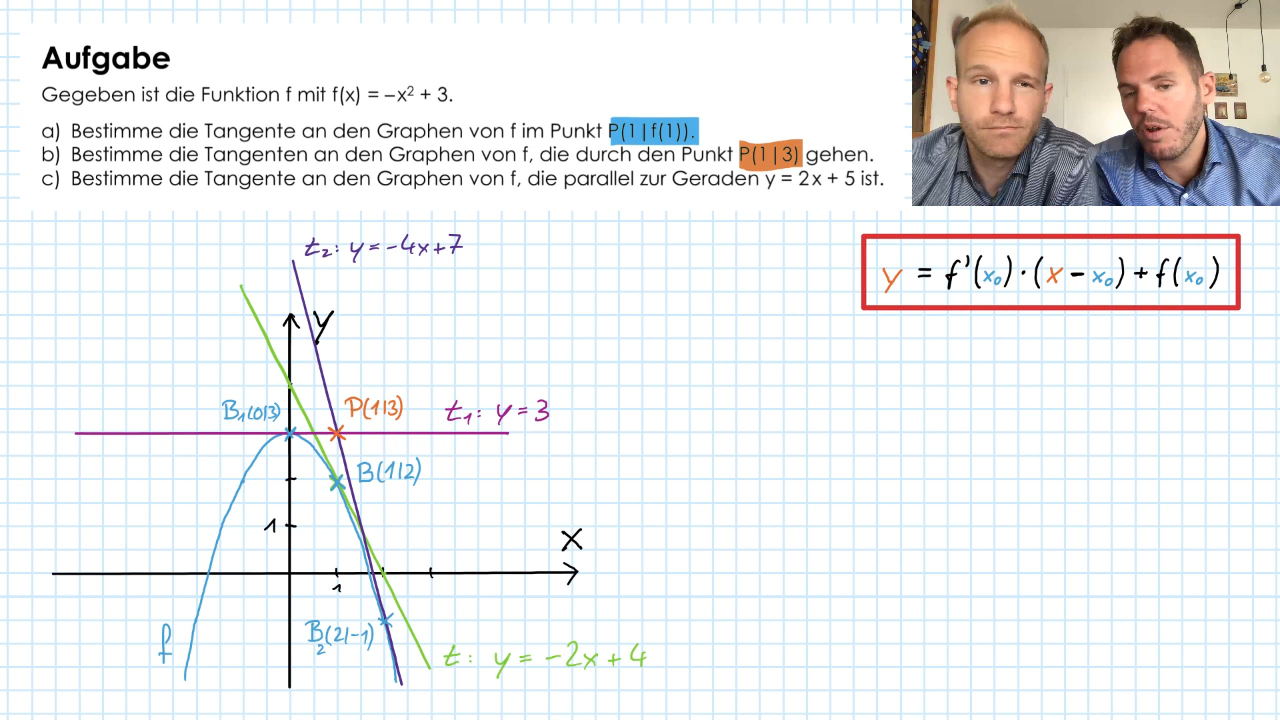 Aufgabe
Gegeben ist die Funktion f mit f(x) = −x² + 3.
a) Bestimme die Tangente an den Graphen von f im Punkt P(1 | f(1)).
b) Bestimme die Tangenten an den Graphen von f, die durch den Punkt P(1 | 3) gehen.
c) Bestimme die Tangente an den Graphen von f, die parallel zur Geraden y = 2x + 5 ist.
t₂: y = -4x+7
y = f'(x₀)·(x - x₀) + f(x₀)
y
B₁(0|3)
P(1|3)
t₁: y = 3
B(1|2)
1
x
1
f
B₂(2|-1)
t: y = -2x + 4